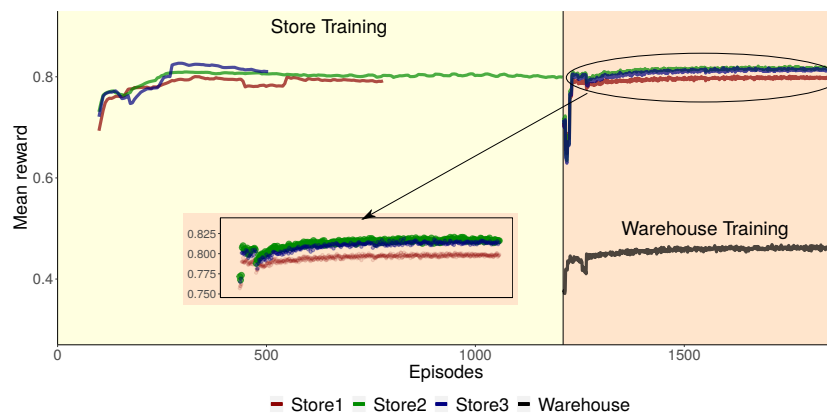 Store Training
0.8
0.6
0.4
Mean reward
Warehouse Training
0.825
0.800
0.775
0.750
0 500 1000 1500
Episodes
Store1 Store2 Store3 Warehouse